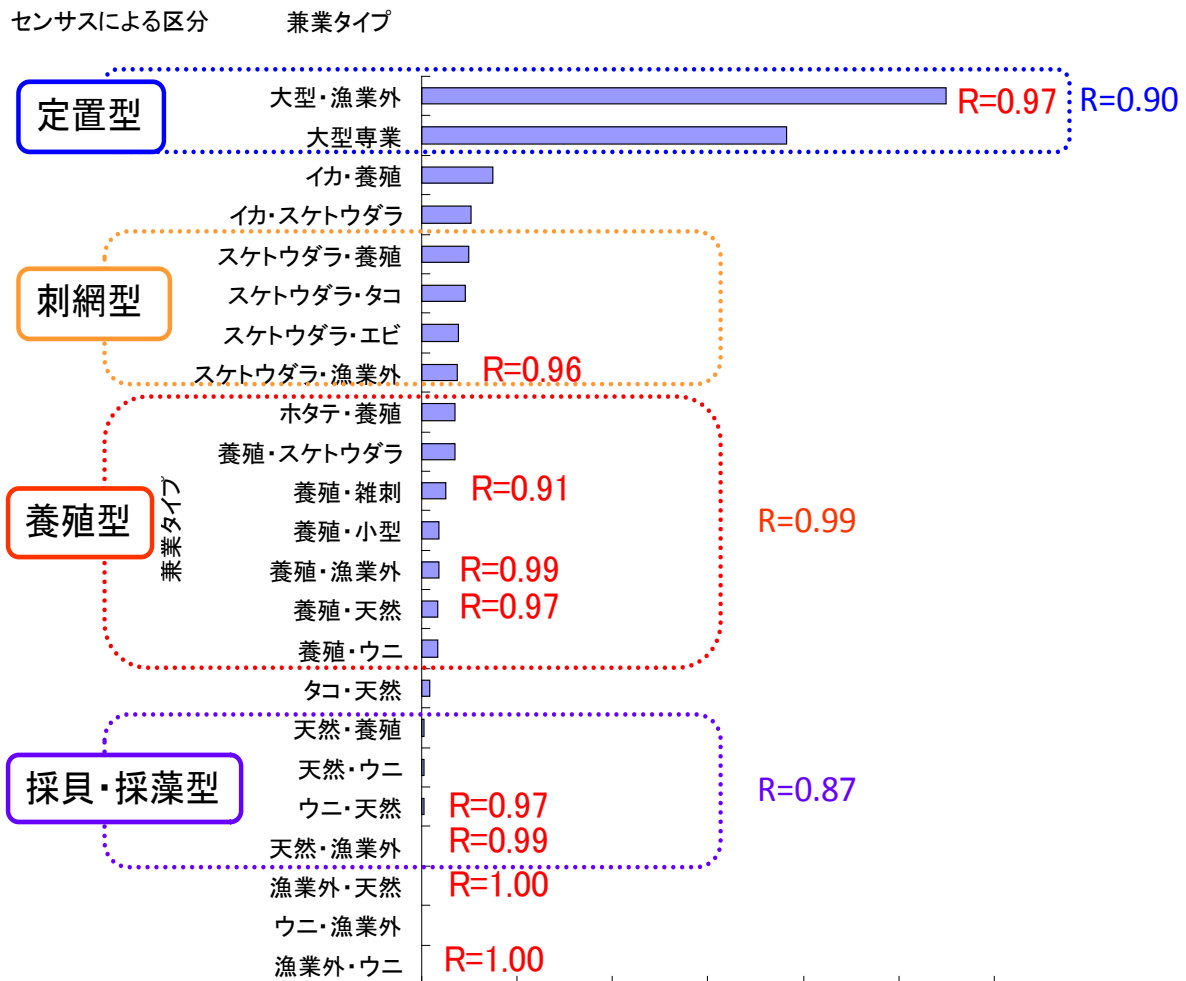 センサスによる区分 兼業タイプ
定置型
大型・漁業外 R=0.97 R=0.90
大型専業
イカ・養殖
イカ・スケトウダラ
刺網型
スケトウダラ・養殖
スケトウダラ・タコ
スケトウダラ・エビ
スケトウダラ・漁業外 R=0.96
養殖型
兼業タイプ
ホタテ・養殖
養殖・スケトウダラ
養殖・雑刺 R=0.91
養殖・小型 R=0.99
養殖・漁業外 R=0.99
養殖・天然 R=0.97
養殖・ウニ
タコ・天然
採貝・採藻型
天然・養殖
天然・ウニ R=0.87
ウニ・天然 R=0.97
天然・漁業外 R=0.99
漁業外・天然 R=1.00
ウニ・漁業外
漁業外・ウニ R=1.00